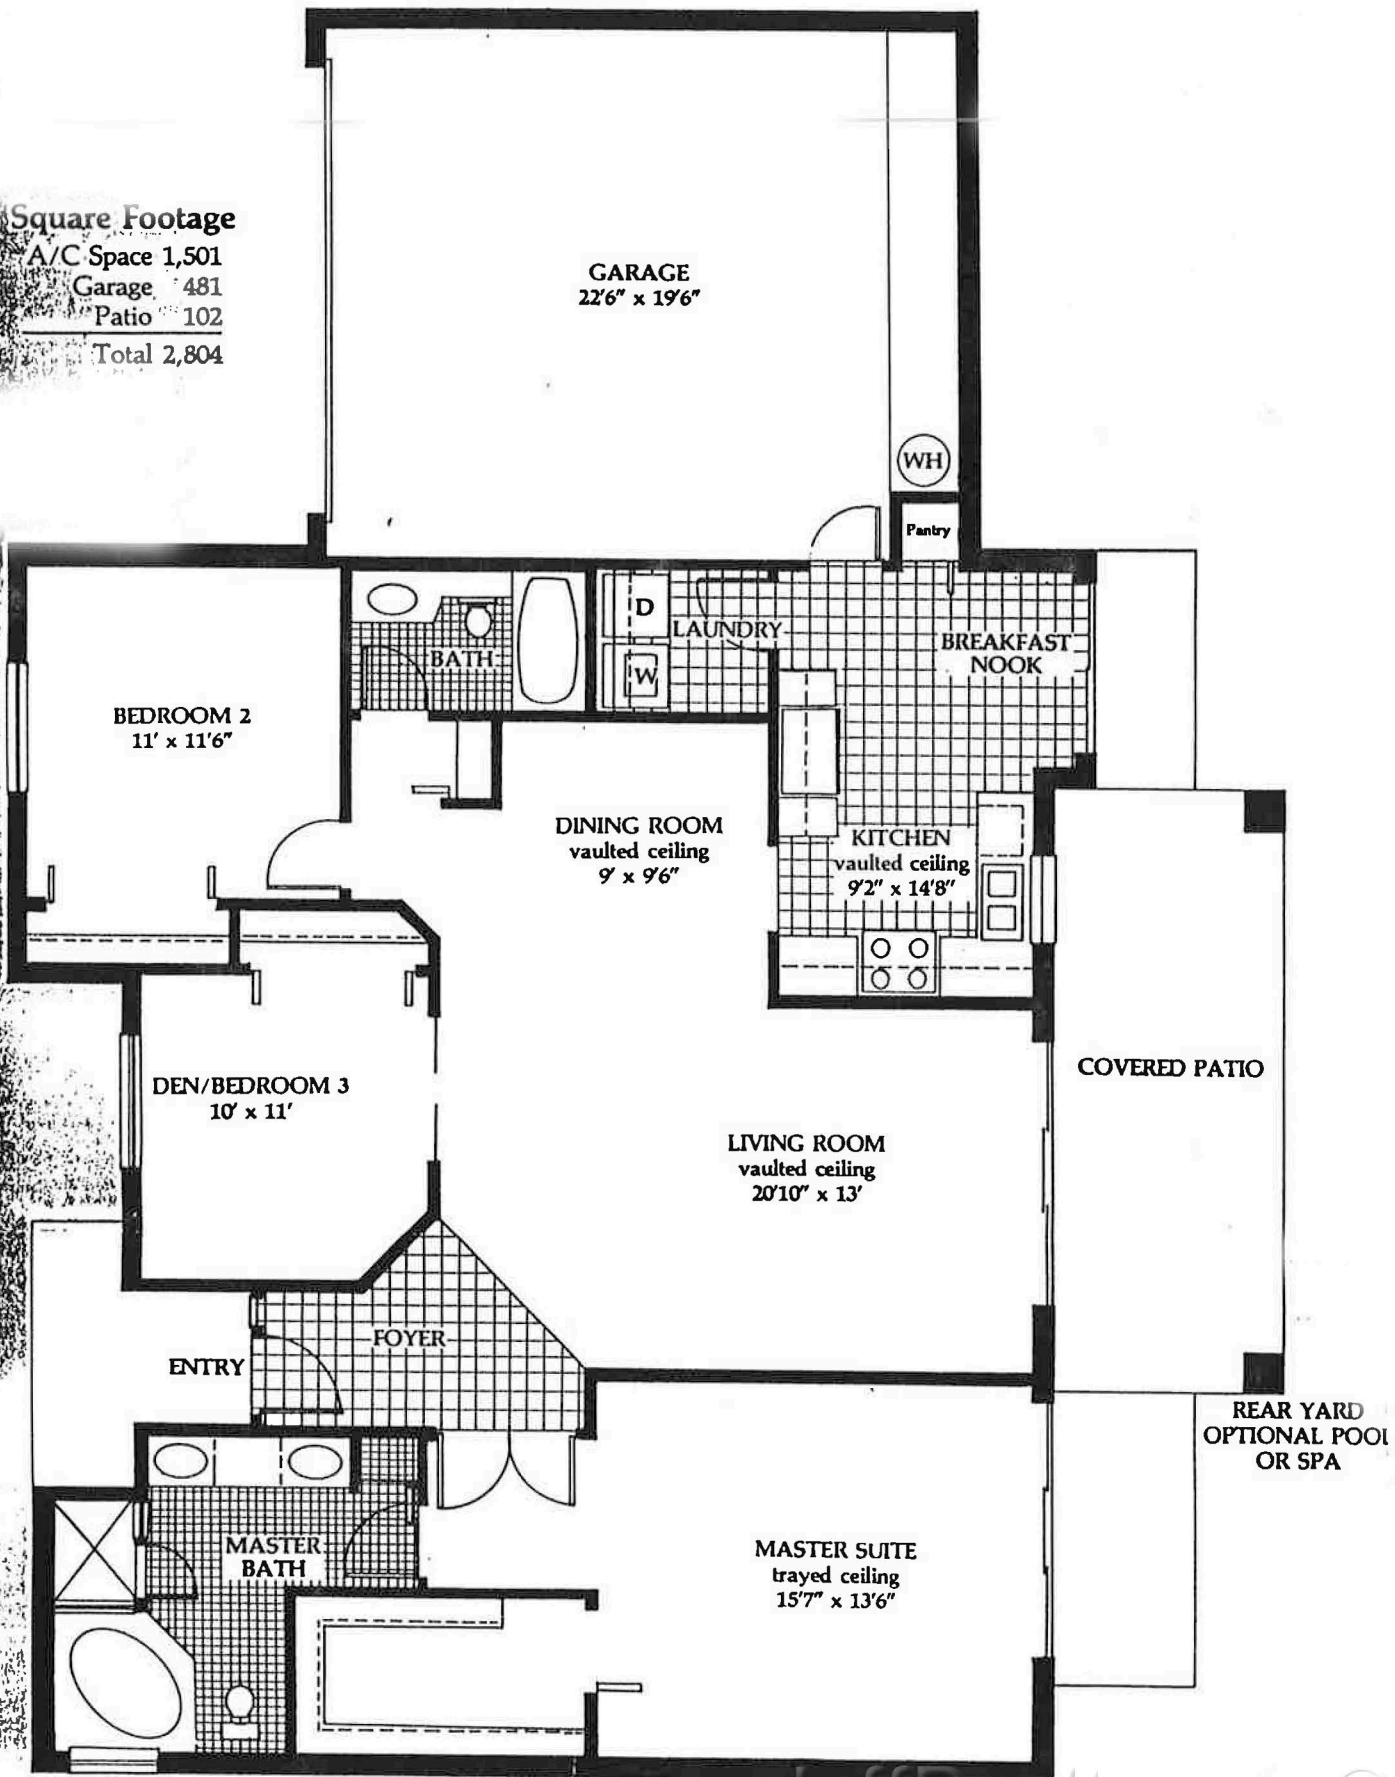 Square Footage
A/C Space 1,501
Garage 481
Patio 102
Total 2,804
GARAGE
22'6" x 19'6"
WH
Pantry
D
LAUNDRY
W
BREAKFAST
NOOK
BATH
BEDROOM 2
11' x 11'6"
DINING ROOM
vaulted ceiling
9' x 9'6"
KITCHEN
vaulted ceiling
9'2" x 14'8"
COVERED PATIO
DEN/BEDROOM 3
10' x 11'
LIVING ROOM
vaulted ceiling
20'10" x 13'
FOYER
ENTRY
REAR YARD
OPTIONAL POOL
OR SPA
MASTER
BATH
MASTER SUITE
trayed ceiling
15'7" x 13'6"